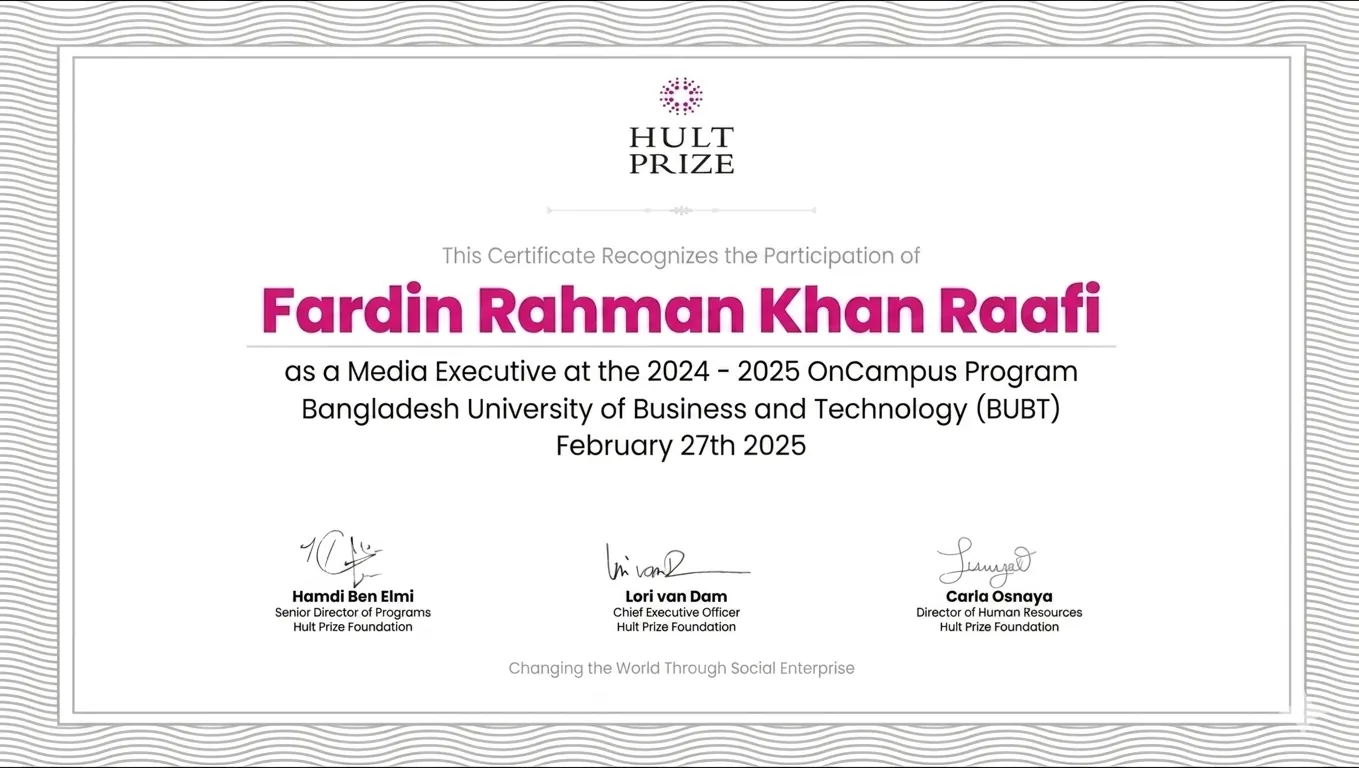 HULT
PRIZE
This Certificate Recognizes the Participation of
Fardin Rahman Khan Raafi
as a Media Executive at the 2024 - 2025 OnCampus Program
Bangladesh University of Business and Technology (BUBT)
February 27th 2025
Hamdi Ben Elmi
Senior Director of Programs
Hult Prize Foundation
Lori van Dam
Chief Executive Officer
Hult Prize Foundation
Carla Osnaya
Director of Human Resources
Hult Prize Foundation
Changing the World Through Social Enterprise